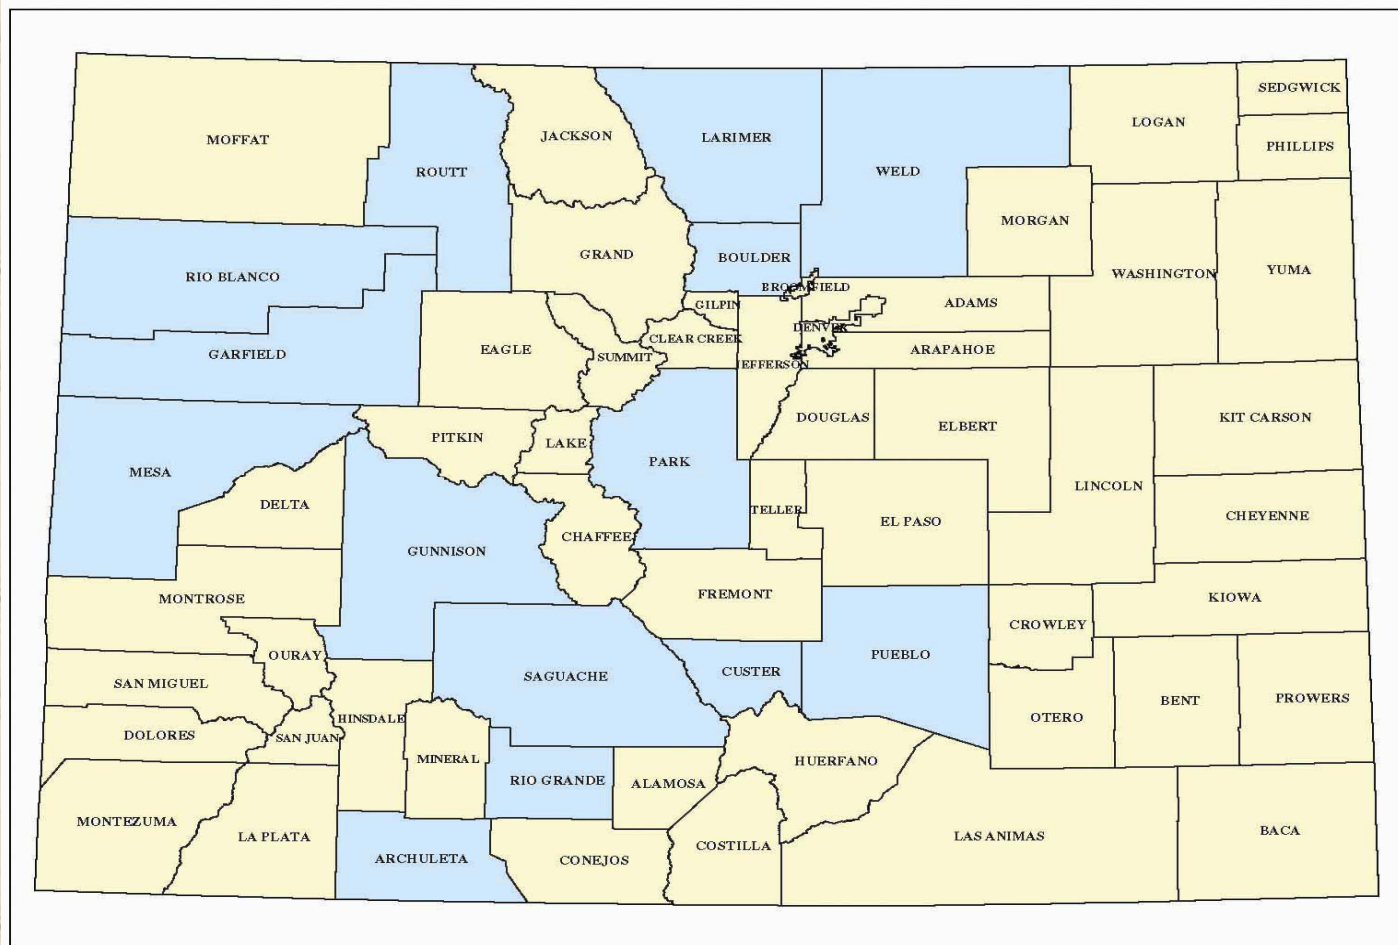 SEDGWICK
LOGAN
JACKSON
LARIMER
MOFFAT
PHILLIPS
ROUTT
WELD
MORGAN
GRAND
BOULDER
YUMA
WASHINGTON
RIO BLANCO
BROOMFIELD
GILPIN
ADAMS
DENVER
CLEAR CREEK
EAGLE
ARAPAHOE
GARFIELD
SUMMIT
JEFFERSON
DOUGLAS
KIT CARSON
ELBERT
PITKIN
LAKE
PARK
MESA
LINCOLN
DELTA
TELLER
CHEYENNE
EL PASO
CHAFFEE
GUNNISON
FREMONT
KIOWA
MONTROSE
CROWLEY
OURAY
PUEBLO
CUSTER
SAGUACHE
SAN MIGUEL
PROWERS
BENT
OTERO
HINSDALE
DOLORES
SAN JUAN
MINERAL
HUERFANO
RIO GRANDE
ALAMOSA
MONTEZUMA
BACA
LA PLATA
LAS ANIMAS
COSTILLA
ARCHULETA
CONEJOS